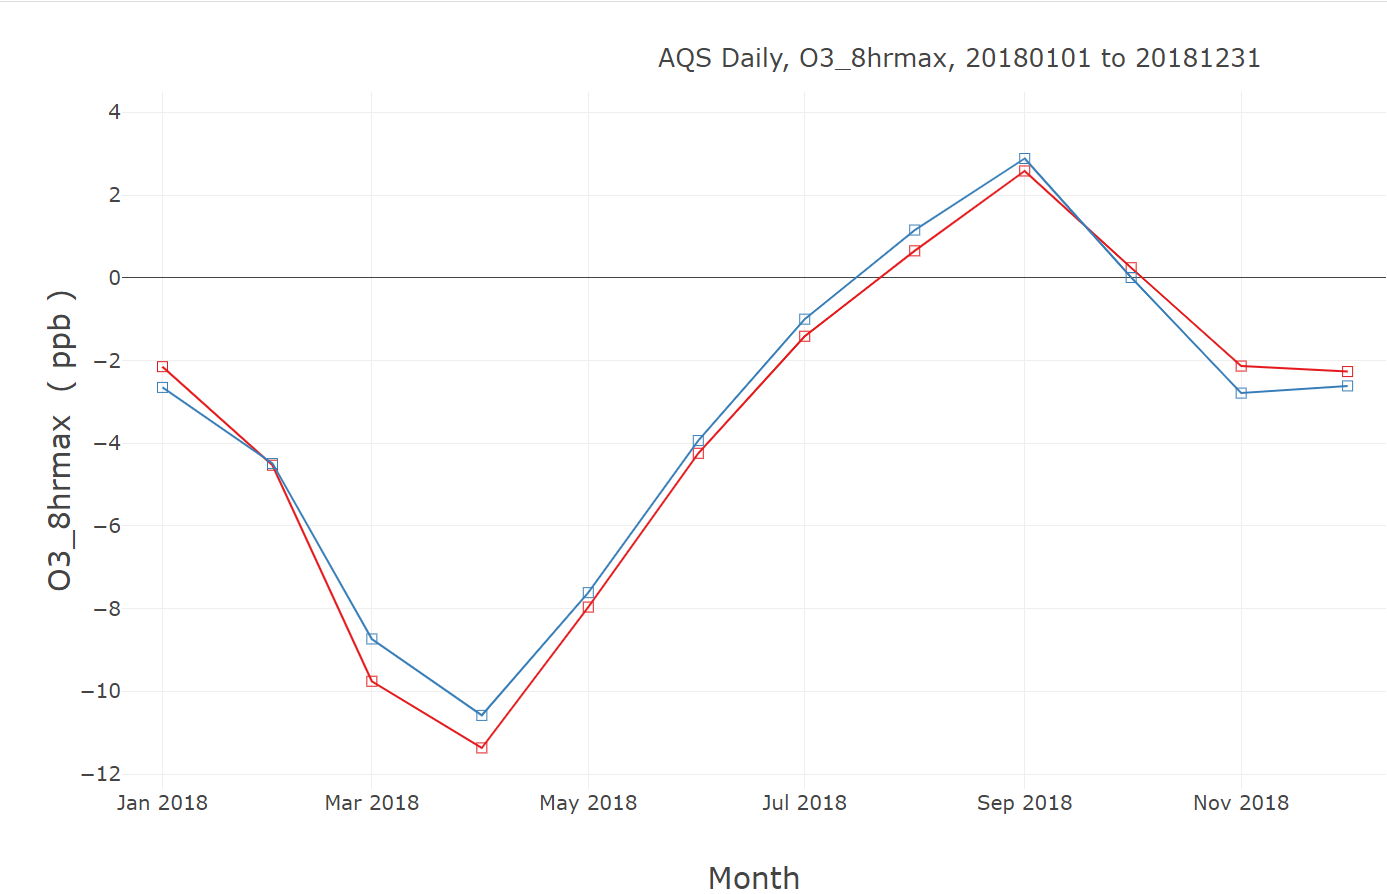 AQS Daily, O3_8hrmax, 20180101 to 20181231
O3_8hrmax ( ppb )
4
2
0
−2
−4
−6
−8
−10
−12
Jan 2018 Mar 2018 May 2018 Jul 2018 Sep 2018 Nov 2018
Month